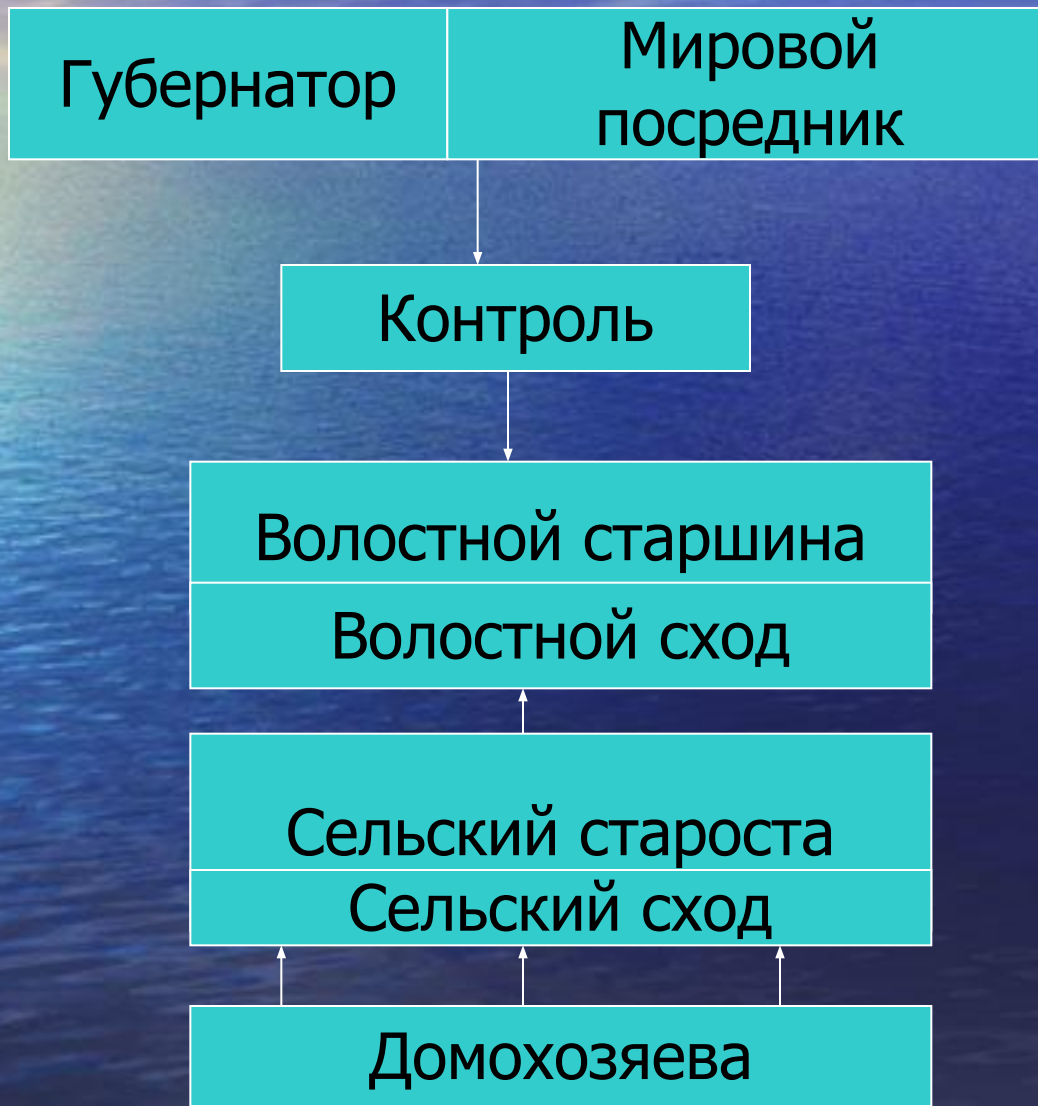 Губернатор
Мировой
посредник
Контроль
Волостной старшина
Волостной сход
Сельский староста
Сельский сход
Домохозяева